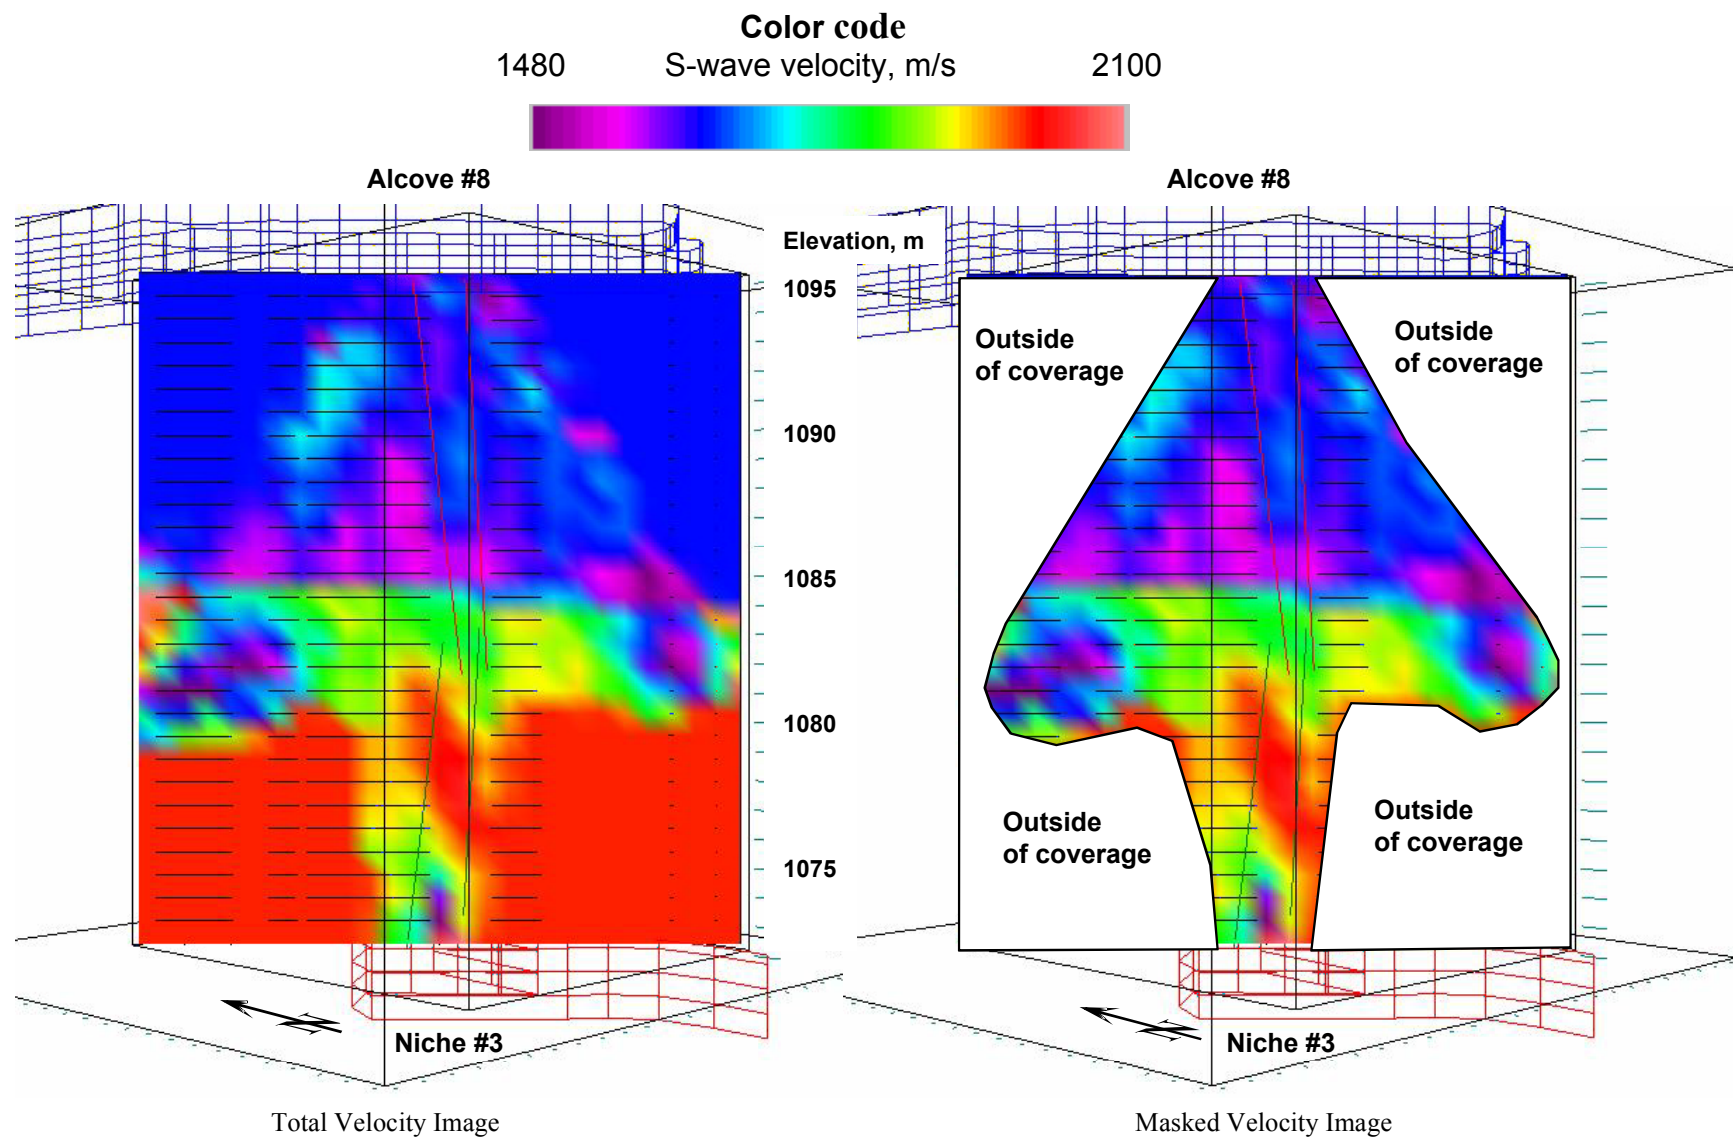 Color code
1480 S-wave velocity, m/s 2100
Alcove #8
Alcove #8
Elevation, m
1095
1090
1085
1080
1075
Outside
of coverage
Outside
of coverage
Outside
of coverage
Outside
of coverage
N
N
Niche #3
Niche #3
Total Velocity Image
Masked Velocity Image